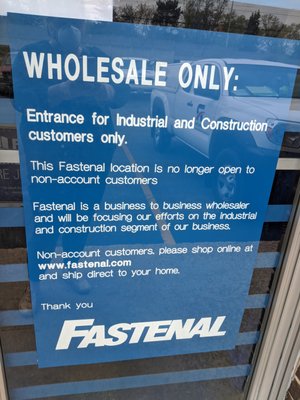 WHOLESALE ONLY:
Entrance for Industrial and Construction
customers only.
This Fastenal location is no longer open to
non-account customers
Fastenal is a business to business wholesaler
and will be focusing our efforts on the industrial
and construction segment of our business.
Non-account customers, please shop online at
www.fastenal.com
and ship direct to your home.
Thank you
FASTENAL